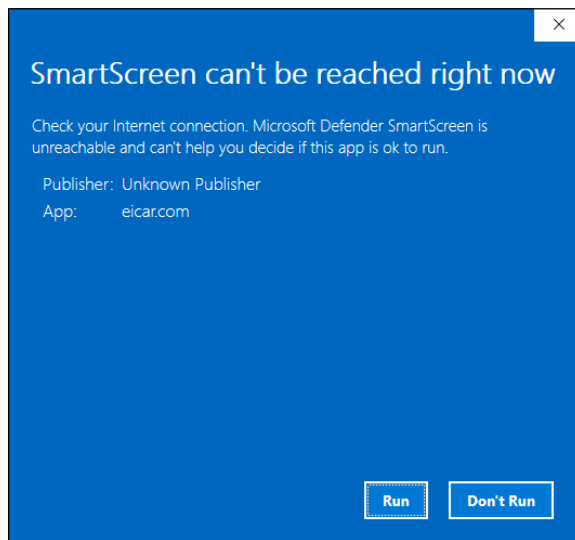 SmartScreen can't be reached right now
Check your Internet connection. Microsoft Defender SmartScreen is
unreachable and can't help you decide if this app is ok to run.
Publisher: Unknown Publisher
App: eicar.com
Run Don't Run